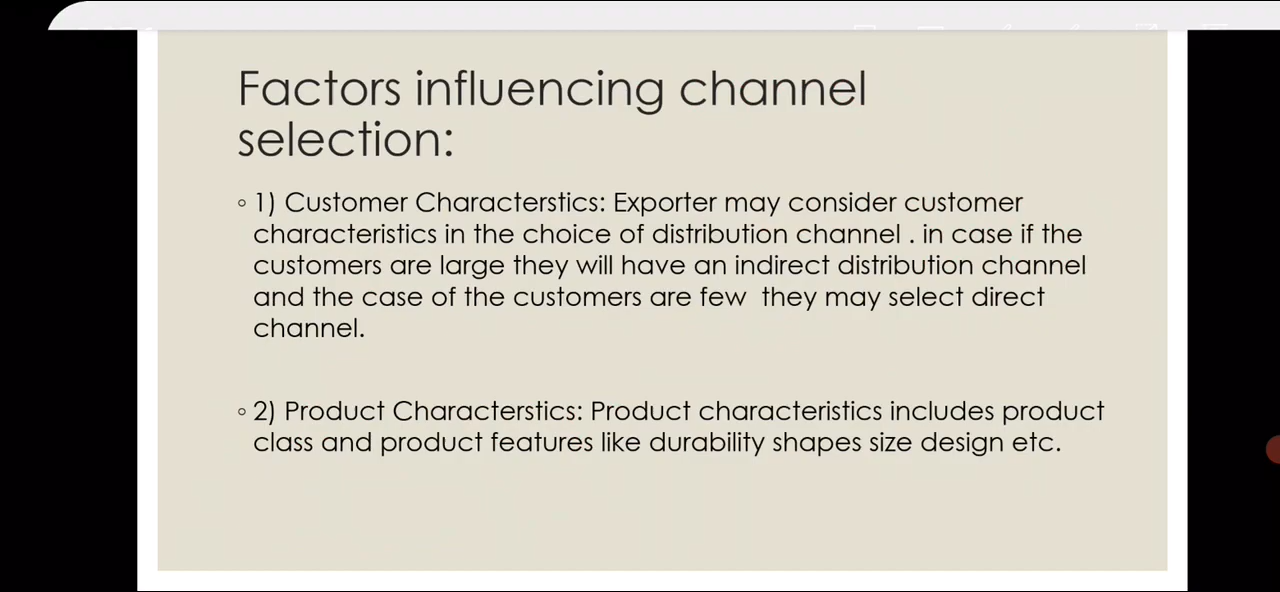 Factors influencing channel
selection:
◦ 1) Customer Characterstics: Exporter may consider customer
characteristics in the choice of distribution channel . in case if the
customers are large they will have an indirect distribution channel
and the case of the customers are few  they may select direct
channel.
◦ 2) Product Characterstics: Product characteristics includes product
class and product features like durability shapes size design etc.